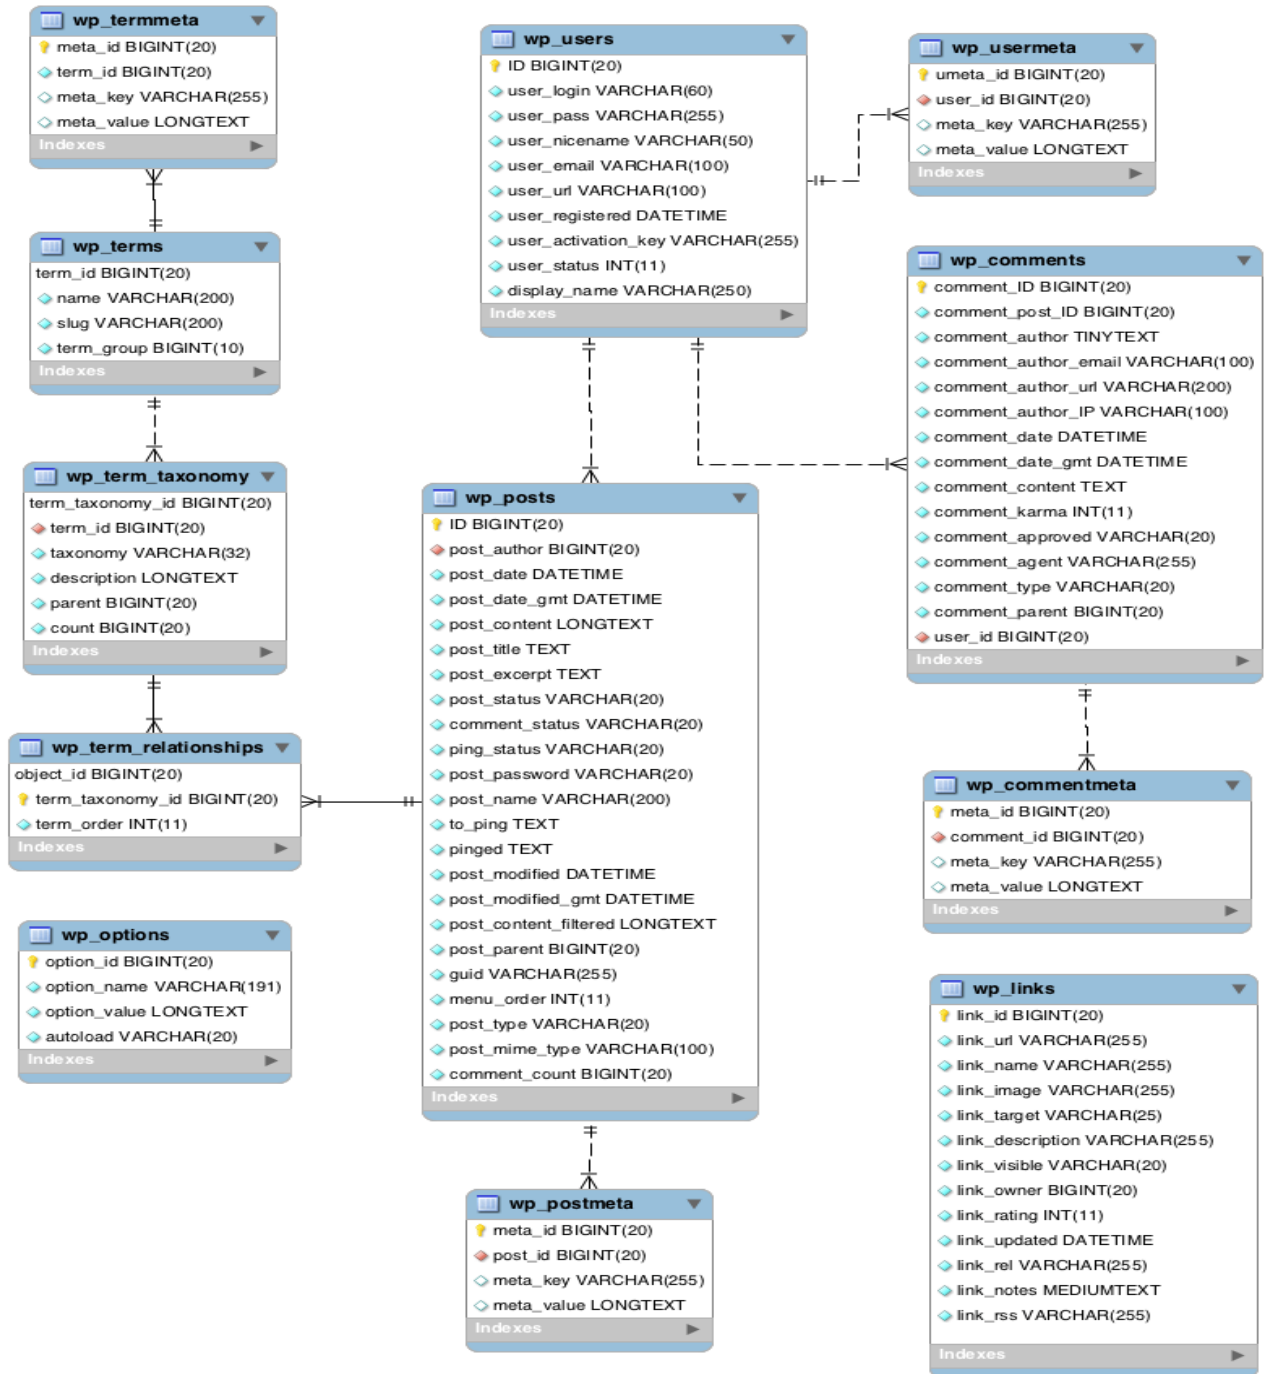 wp_termmeta
meta_id BIGINT(20)
term_id BIGINT(20)
meta_key VARCHAR(255)
meta_value LONGTEXT
Indexes
wp_terms
term_id BIGINT(20)
name VARCHAR(200)
slug VARCHAR(200)
term_group BIGINT(10)
Indexes
wp_term_taxonomy
term_taxonomy_id BIGINT(20)
term_id BIGINT(20)
taxonomy VARCHAR(32)
description LONGTEXT
parent BIGINT(20)
count BIGINT(20)
Indexes
wp_term_relationships
object_id BIGINT(20)
term_taxonomy_id BIGINT(20)
term_order INT(11)
Indexes
wp_options
option_id BIGINT(20)
option_name VARCHAR(191)
option_value LONGTEXT
autoload VARCHAR(20)
Indexes
wp_users
ID BIGINT(20)
user_login VARCHAR(60)
user_pass VARCHAR(255)
user_nicename VARCHAR(50)
user_email VARCHAR(100)
user_url VARCHAR(100)
user_registered DATETIME
user_activation_key VARCHAR(255)
user_status INT(11)
display_name VARCHAR(250)
Indexes
wp_posts
ID BIGINT(20)
post_author BIGINT(20)
post_date DATETIME
post_date_gmt DATETIME
post_content LONGTEXT
post_title TEXT
post_excerpt TEXT
post_status VARCHAR(20)
comment_status VARCHAR(20)
ping_status VARCHAR(20)
post_password VARCHAR(20)
post_name VARCHAR(200)
to_ping TEXT
pinged TEXT
post_modified DATETIME
post_modified_gmt DATETIME
post_content_filtered LONGTEXT
post_parent BIGINT(20)
guid VARCHAR(255)
menu_order INT(11)
post_type VARCHAR(20)
post_mime_type VARCHAR(100)
comment_count BIGINT(20)
Indexes
wp_postmeta
meta_id BIGINT(20)
post_id BIGINT(20)
meta_key VARCHAR(255)
meta_value LONGTEXT
Indexes
wp_usermeta
umeta_id BIGINT(20)
user_id BIGINT(20)
meta_key VARCHAR(255)
meta_value LONGTEXT
Indexes
wp_comments
comment_ID BIGINT(20)
comment_post_ID BIGINT(20)
comment_author TINYTEXT
comment_author_email VARCHAR(100)
comment_author_url VARCHAR(200)
comment_author_IP VARCHAR(100)
comment_date DATETIME
comment_date_gmt DATETIME
comment_content TEXT
comment_karma INT(11)
comment_approved VARCHAR(20)
comment_agent VARCHAR(255)
comment_type VARCHAR(20)
comment_parent BIGINT(20)
user_id BIGINT(20)
Indexes
wp_commentmeta
meta_id BIGINT(20)
comment_id BIGINT(20)
meta_key VARCHAR(255)
meta_value LONGTEXT
Indexes
wp_links
link_id BIGINT(20)
link_url VARCHAR(255)
link_name VARCHAR(255)
link_image VARCHAR(255)
link_target VARCHAR(25)
link_description VARCHAR(255)
link_visible VARCHAR(20)
link_owner BIGINT(20)
link_rating INT(11)
link_updated DATETIME
link_rel VARCHAR(255)
link_notes MEDIUMTEXT
link_rss VARCHAR(255)
Indexes